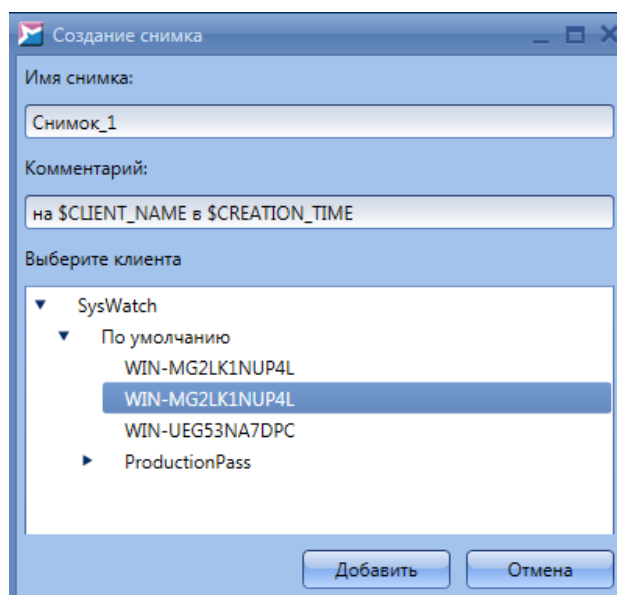 Создание снимка
Имя снимка:
Снимок_1
Комментарий:
на $CLIENT_NAME в $CREATION_TIME
Выберите клиента
SysWatch
По умолчанию
WIN-MG2LK1NUP4L
WIN-MG2LK1NUP4L
WIN-UEG53NA7DPC
ProductionPass
Добавить
Отмена